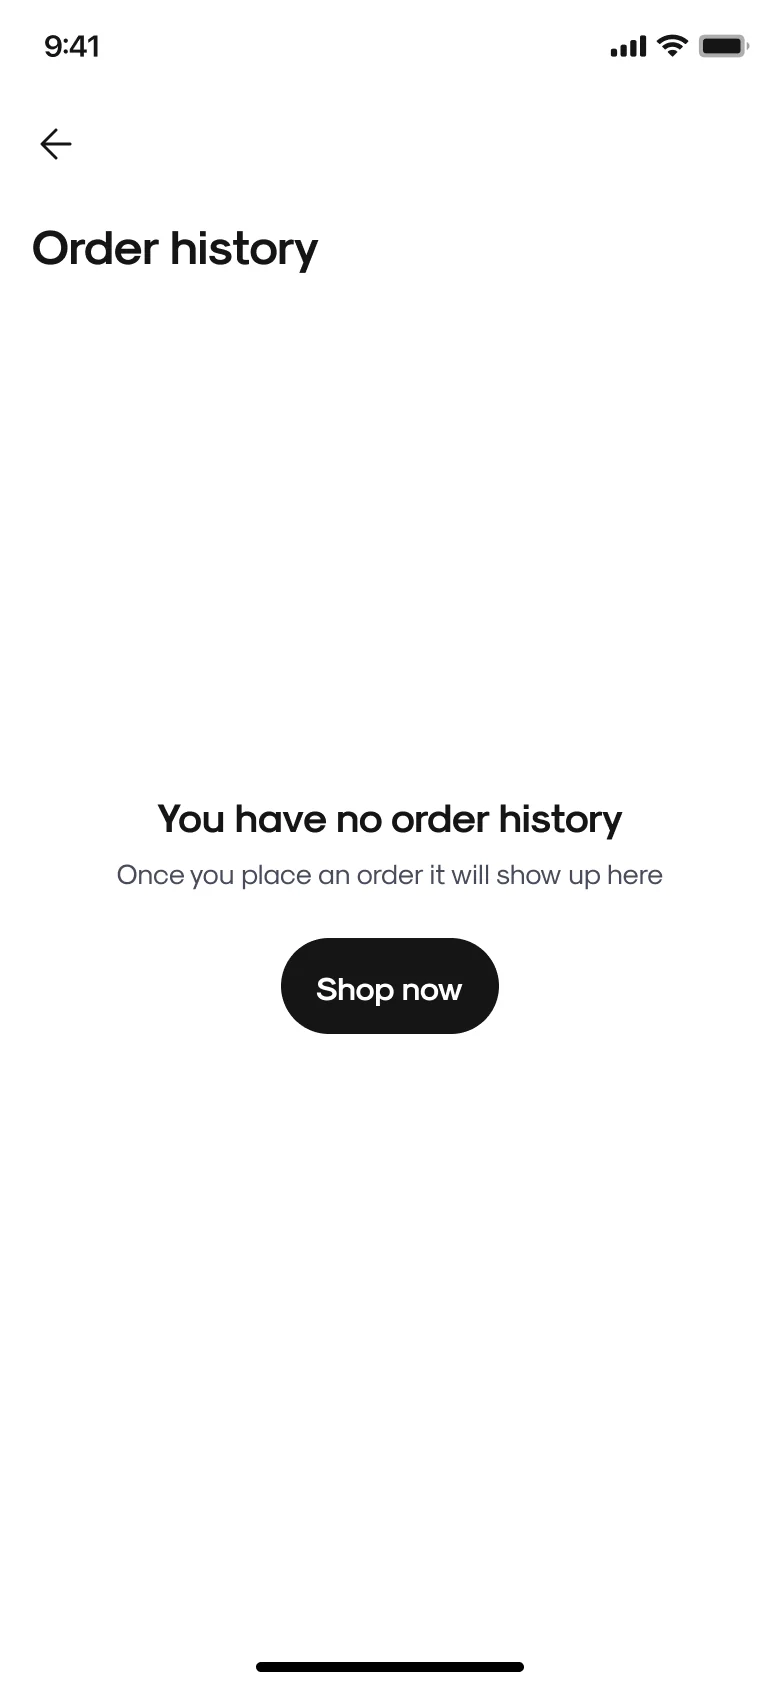 9:41
Order history
You have no order history
Once you place an order it will show up here
Shop now